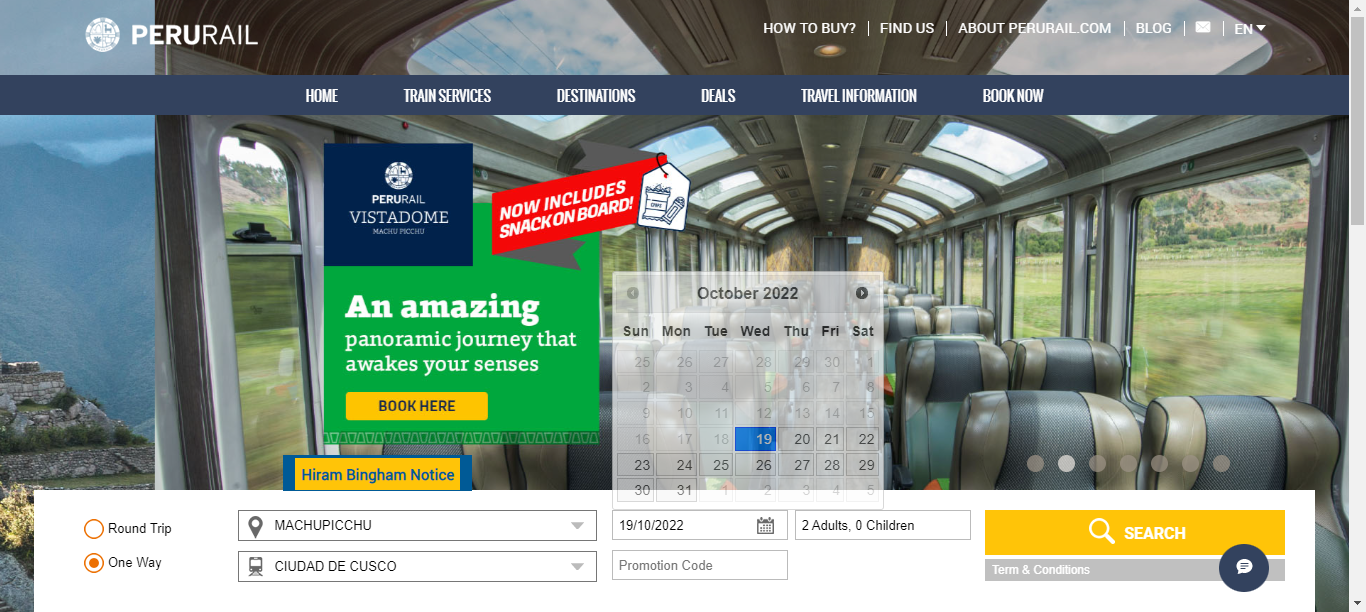 PERURAIL
HOW TO BUY?
FIND US
ABOUT PERURAIL.COM
BLOG
EN
HOME
TRAIN SERVICES
DESTINATIONS
DEALS
TRAVEL INFORMATION
BOOK NOW
PERURAIL
VISTADOME
MACHU PICCHU
NOW INCLUDES
SNACK ON BOARD!
An amazing
panoramic journey that
awakes your senses
BOOK HERE
Hiram Bingham Notice
October 2022
Sun Mon Tue Wed Thu Fri Sat
25 26 27 28 29 30 1
2 3 4 5 6 7 8
9 10 11 12 13 14 15
16 17 18 19 20 21 22
23 24 25 26 27 28 29
30 31 1 2 3 4 5
Round Trip
One Way
MACHUPICCHU
CIUDAD DE CUSCO
19/10/2022
2 Adults, 0 Children
Promotion Code
SEARCH
Term & Conditions